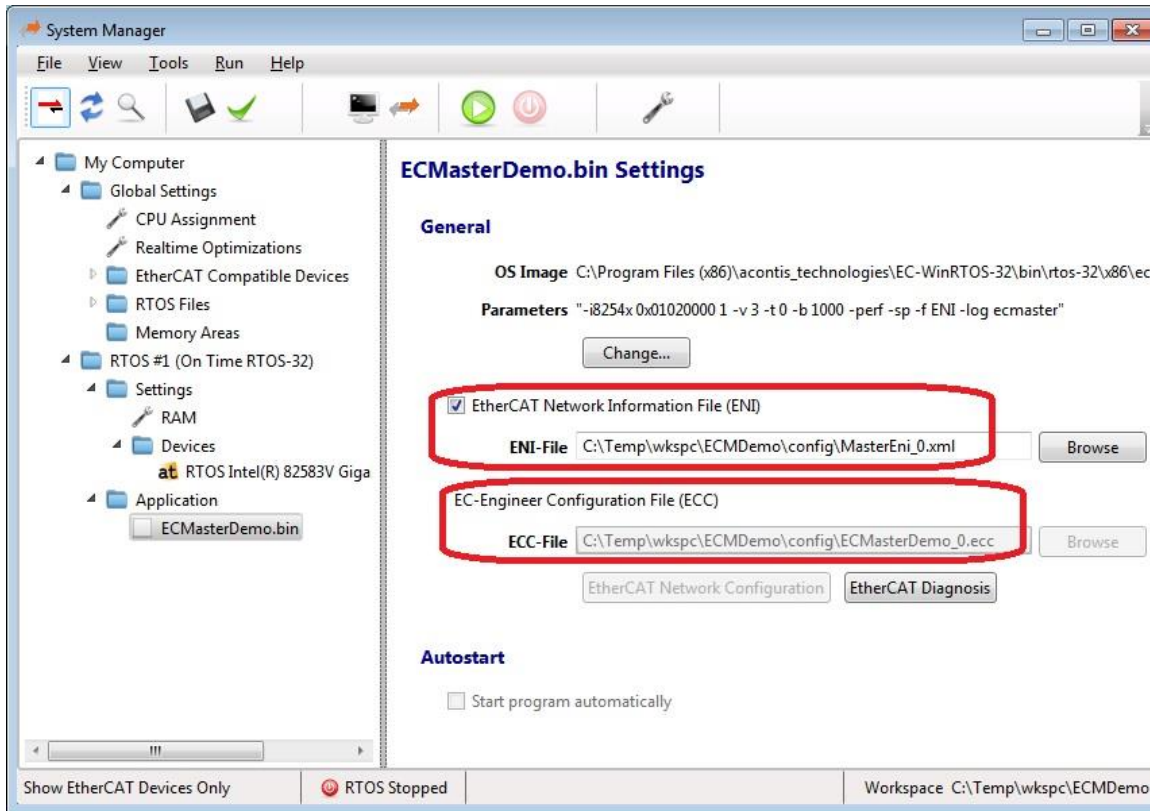 System Manager
File View Tools Run Help
My Computer
Global Settings
CPU Assignment
Realtime Optimizations
EtherCAT Compatible Devices
RTOS Files
Memory Areas
RTOS #1 (On Time RTOS-32)
Settings
RAM
Devices
at RTOS Intel(R) 82583V Giga
Application
ECMasterDemo.bin
ECMasterDemo.bin Settings
General
OS Image C:\Program Files (x86)\acontis_technologies\EC-WinRTOS-32\bin\rtos-32\x86\ec
Parameters "-i8254x 0x01020000 1 -v 3 -t 0 -b 1000 -perf -sp -f ENI -log ecmaster"
Change...
EtherCAT Network Information File (ENI)
ENI-File C:\Temp\wkspc\ECMDemo\config\MasterEni_0.xml Browse
EC-Engineer Configuration File (ECC)
ECC-File C:\Temp\wkspc\ECMDemo\config\ECMasterDemo_0.ecc Browse
EtherCAT Network Configuration EtherCAT Diagnosis
Autostart
Start program automatically
Show EtherCAT Devices Only RTOS Stopped Workspace C:\Temp\wkspc\ECMDemo